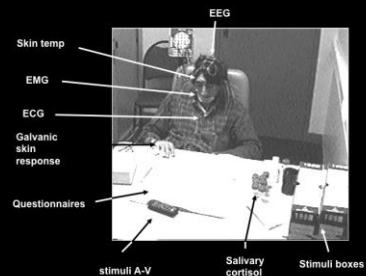 EEG
Skin temp
EMG
ECG
Galvanic
skin
response
Questionnaires
stimuli A-V
Salivary
cortisol
Stimuli boxes